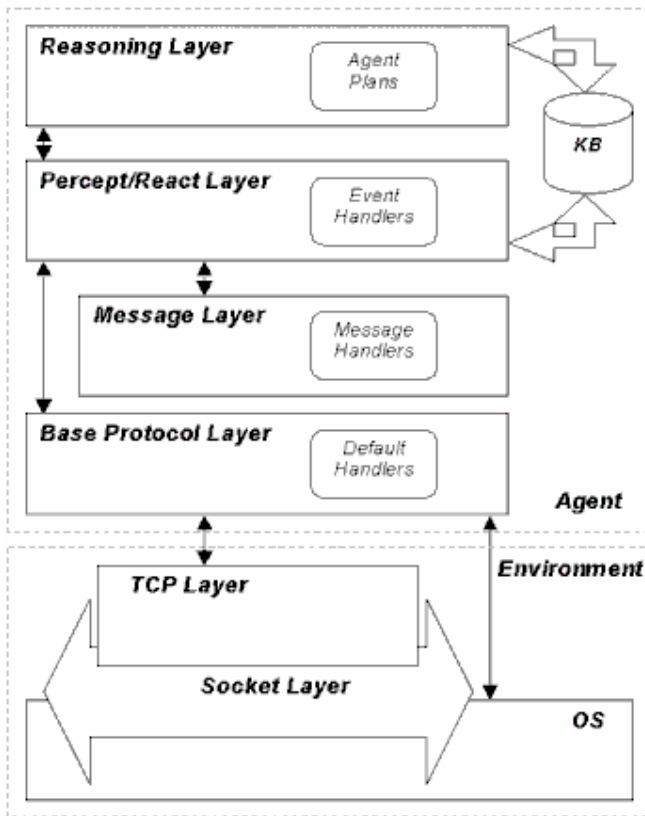 Reasoning Layer
Agent
Plans
KB
Percept/React Layer
Event
Handlers
Message Layer
Message
Handlers
Base Protocol Layer
Default
Handlers
Agent
Environment
TCP Layer
Socket Layer
OS